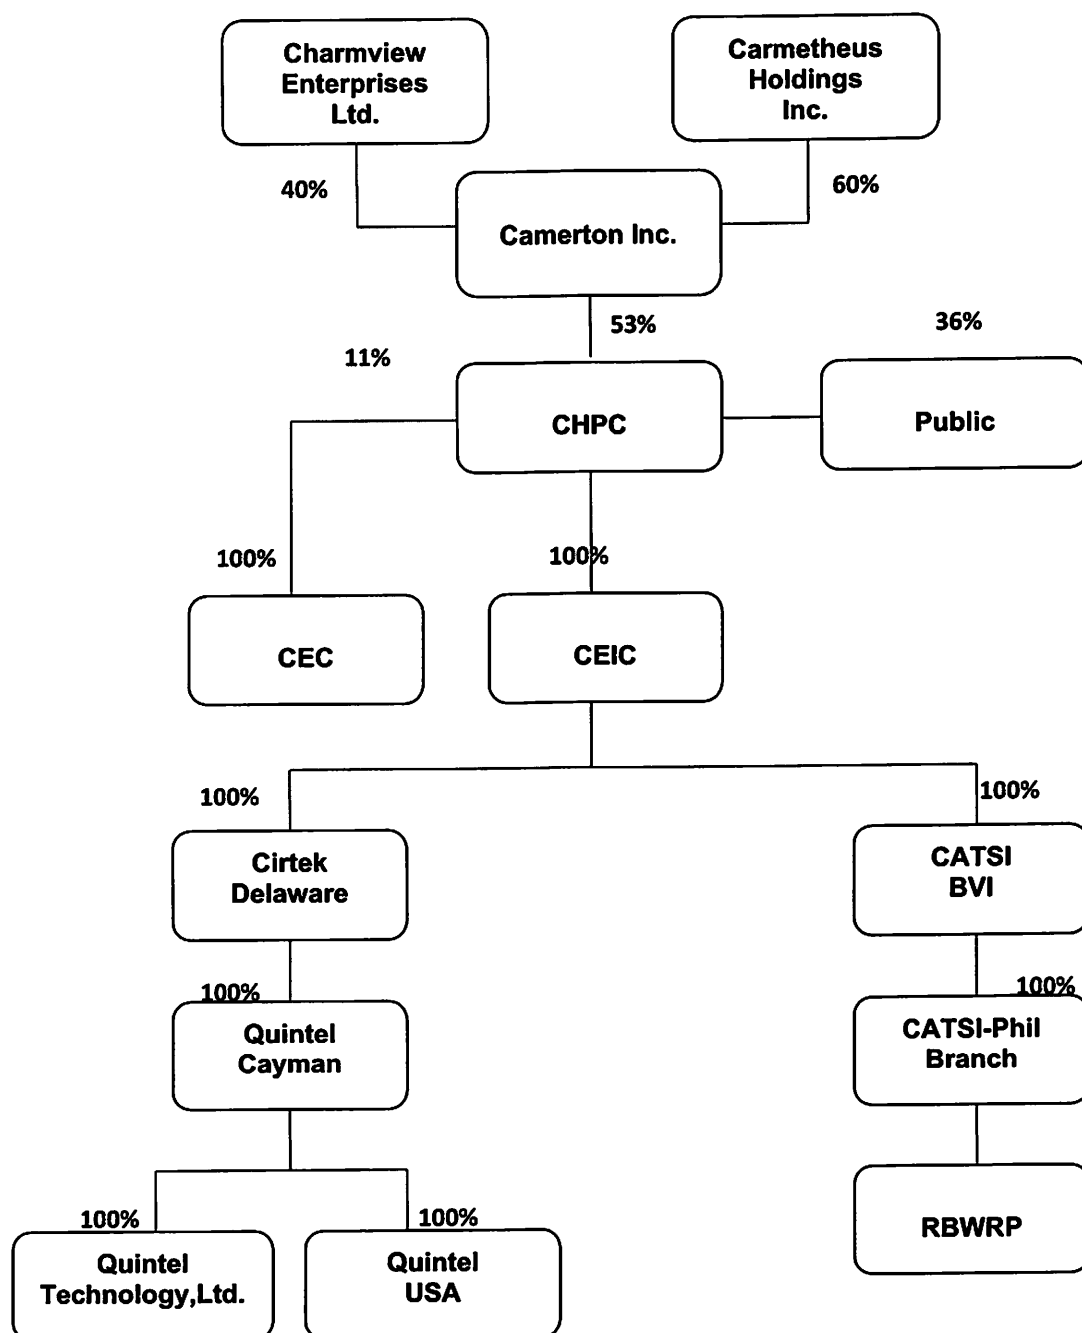 Charmview
Enterprises
Ltd.
Carmetheus
Holdings
Inc.
40%
60%
Camerton Inc.
53%
36%
11%
CHPC
Public
100%
100%
CEC
CEIC
100%
100%
Cirtek
Delaware
CATSI
BVI
100%
100%
Quintel
Cayman
CATSI-Phil
Branch
100%
100%
Quintel
Technology,Ltd.
Quintel
USA
RBWRP